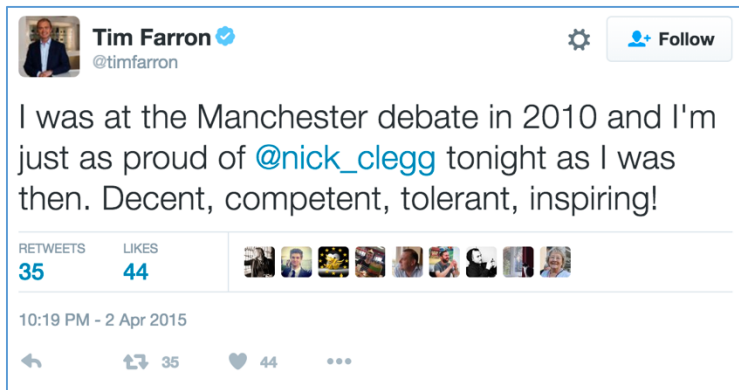 Tim Farron
@timfarron
Follow
I was at the Manchester debate in 2010 and I'm
just as proud of @nick_clegg tonight as I was
then. Decent, competent, tolerant, inspiring!
RETWEETS LIKES
35 44
10:19 PM - 2 Apr 2015
35 44